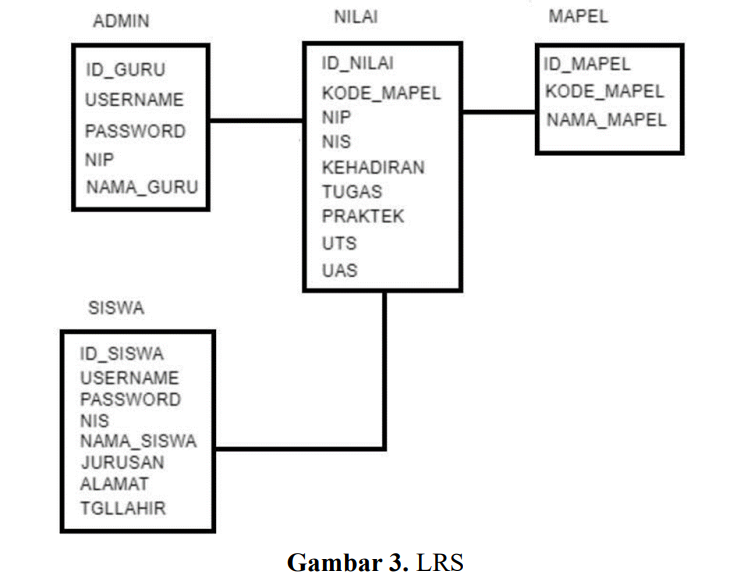 ADMIN
ID_GURU
USERNAME
PASSWORD
NIP
NAMA_GURU
NILAI
ID_NILAI
KODE_MAPEL
NIP
NIS
KEHADIRAN
TUGAS
PRAKTEK
UTS
UAS
MAPEL
ID_MAPEL
KODE_MAPEL
NAMA_MAPEL
SISWA
ID_SISWA
USERNAME
PASSWORD
NIS
NAMA_SISWA
JURUSAN
ALAMAT
TGLLAHIR
Gambar 3. LRS